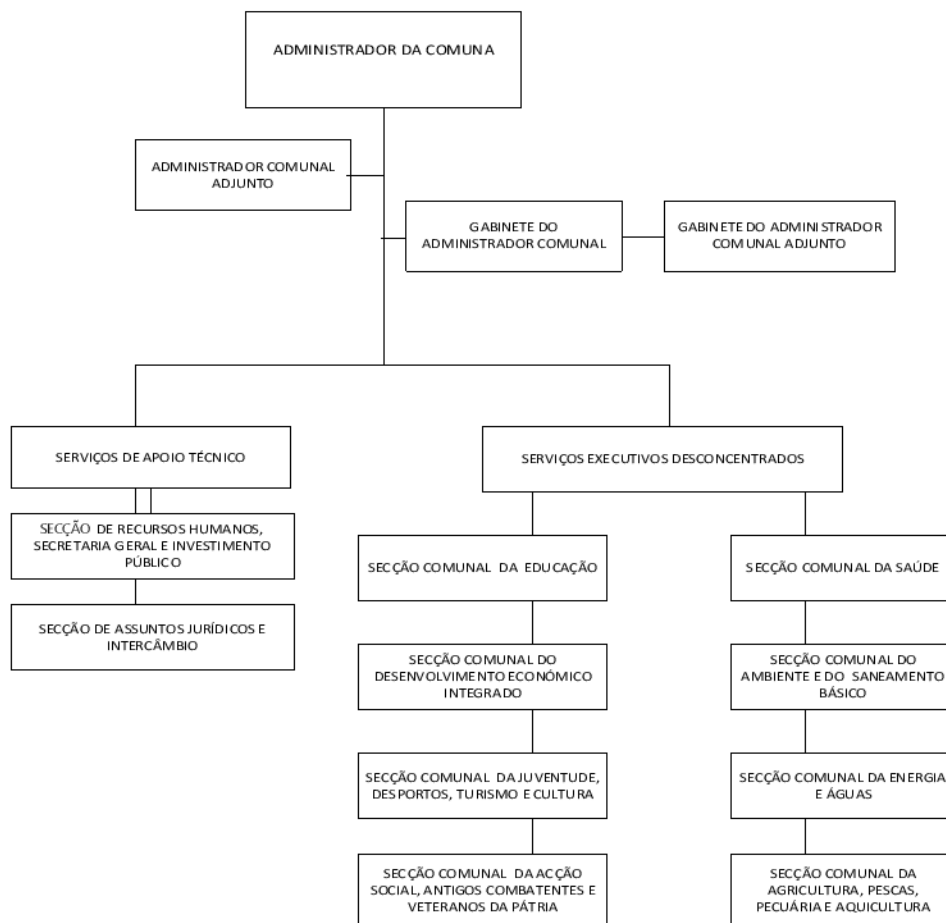 ADMINISTRADOR DA COMUNA
ADMINISTRADOR COMUNAL
ADJUNTO
GABINETE DO
ADMINISTRADOR COMUNAL
GABINETE DO ADMINISTRADOR
COMUNAL ADJUNTO
SERVIÇOS DE APOIO TÉCNICO
SECÇÃO DE RECURSOS HUMANOS,
SECRETARIA GERAL E INVESTIMENTO
PÚBLICO
SECÇÃO DE ASSUNTOS JURÍDICOS E
INTERCÂMBIO
SERVIÇOS EXECUTIVOS DESCONCENTRADOS
SECÇÃO COMUNAL DA EDUCAÇÃO
SECÇÃO COMUNAL DO
DESENVOLVIMENTO ECONÓMICO
INTEGRADO
SECÇÃO COMUNAL DA JUVENTUDE,
DESPORTOS, TURISMO E CULTURA
SECÇÃO COMUNAL DA ACÇÃO
SOCIAL, ANTIGOS COMBATENTES E
VETERANOS DA PÁTRIA
SECÇÃO COMUNAL DA SAÚDE
SECÇÃO COMUNAL DO
AMBIENTE E DO SANEAMENTO
BÁSICO
SECÇÃO COMUNAL DA ENERGIA
E ÁGUAS
SECÇÃO COMUNAL DA
AGRICULTURA, PESCAS,
PECUÁRIA E AQUICULTURA